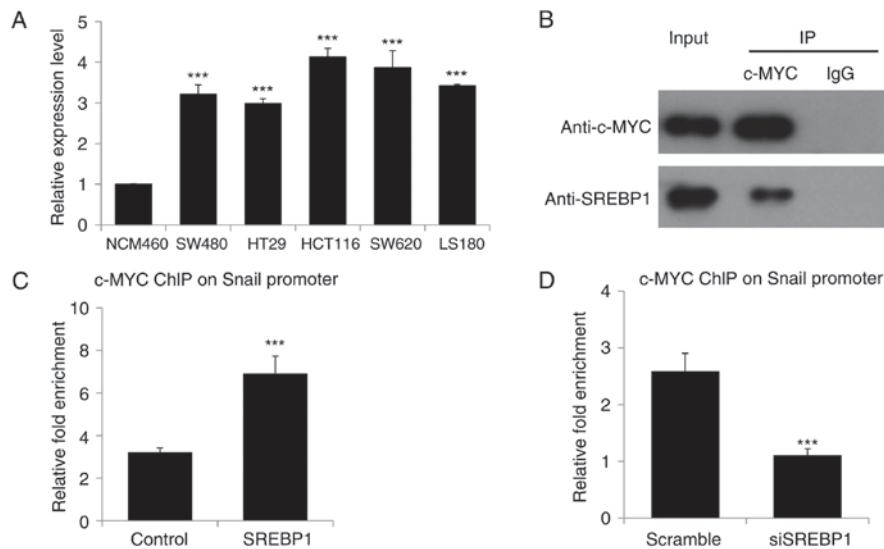 A
Relative expression level
5
4
3
2
1
0
***
***
***
***
***
NCM460 SW480 HT29 HCT116 SW620 LS180
B
Input IP
c-MYC IgG
Anti-c-MYC
Anti-SREBP1
C
c-MYC ChIP on Snail promoter
Relative fold enrichment
10
8
6
4
2
0
***
Control SREBP1
D
c-MYC ChIP on Snail promoter
Relative fold enrichment
4
3
2
1
0
***
Scramble siSREBP1